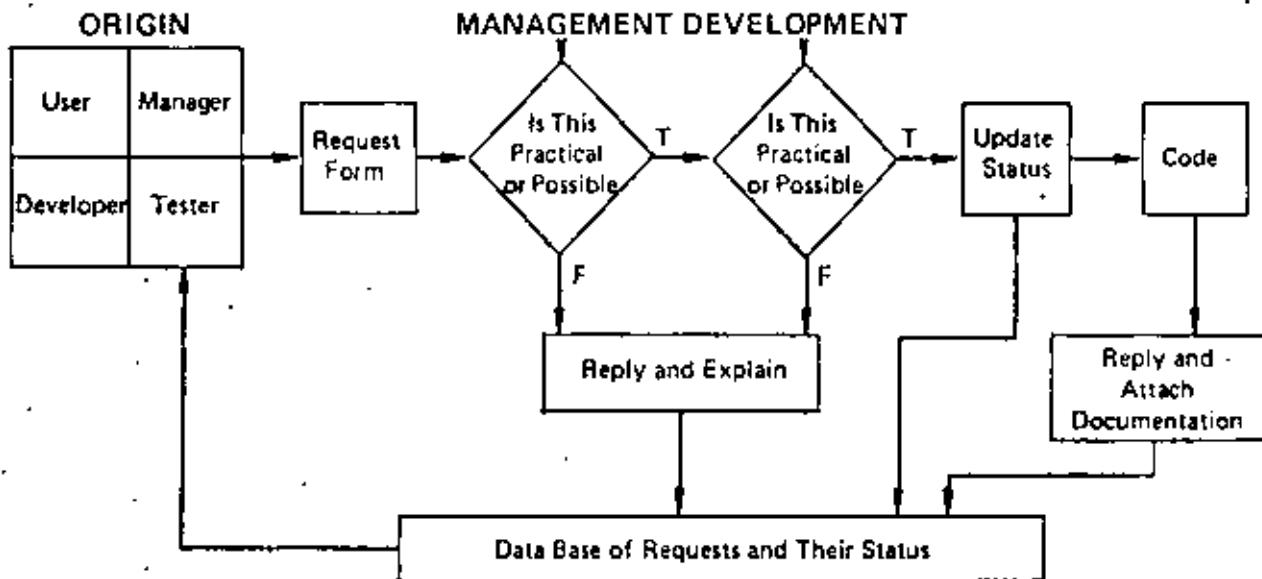 ORIGIN
MANAGEMENT DEVELOPMENT
User
Manager
Developer
Tester
Request
Form
Is This
Practical
or Possible
T
F
Is This
Practical
or Possible
T
F
Update
Status
Code
Reply and Explain
Reply and
Attach
Documentation
Data Base of Requests and Their Status